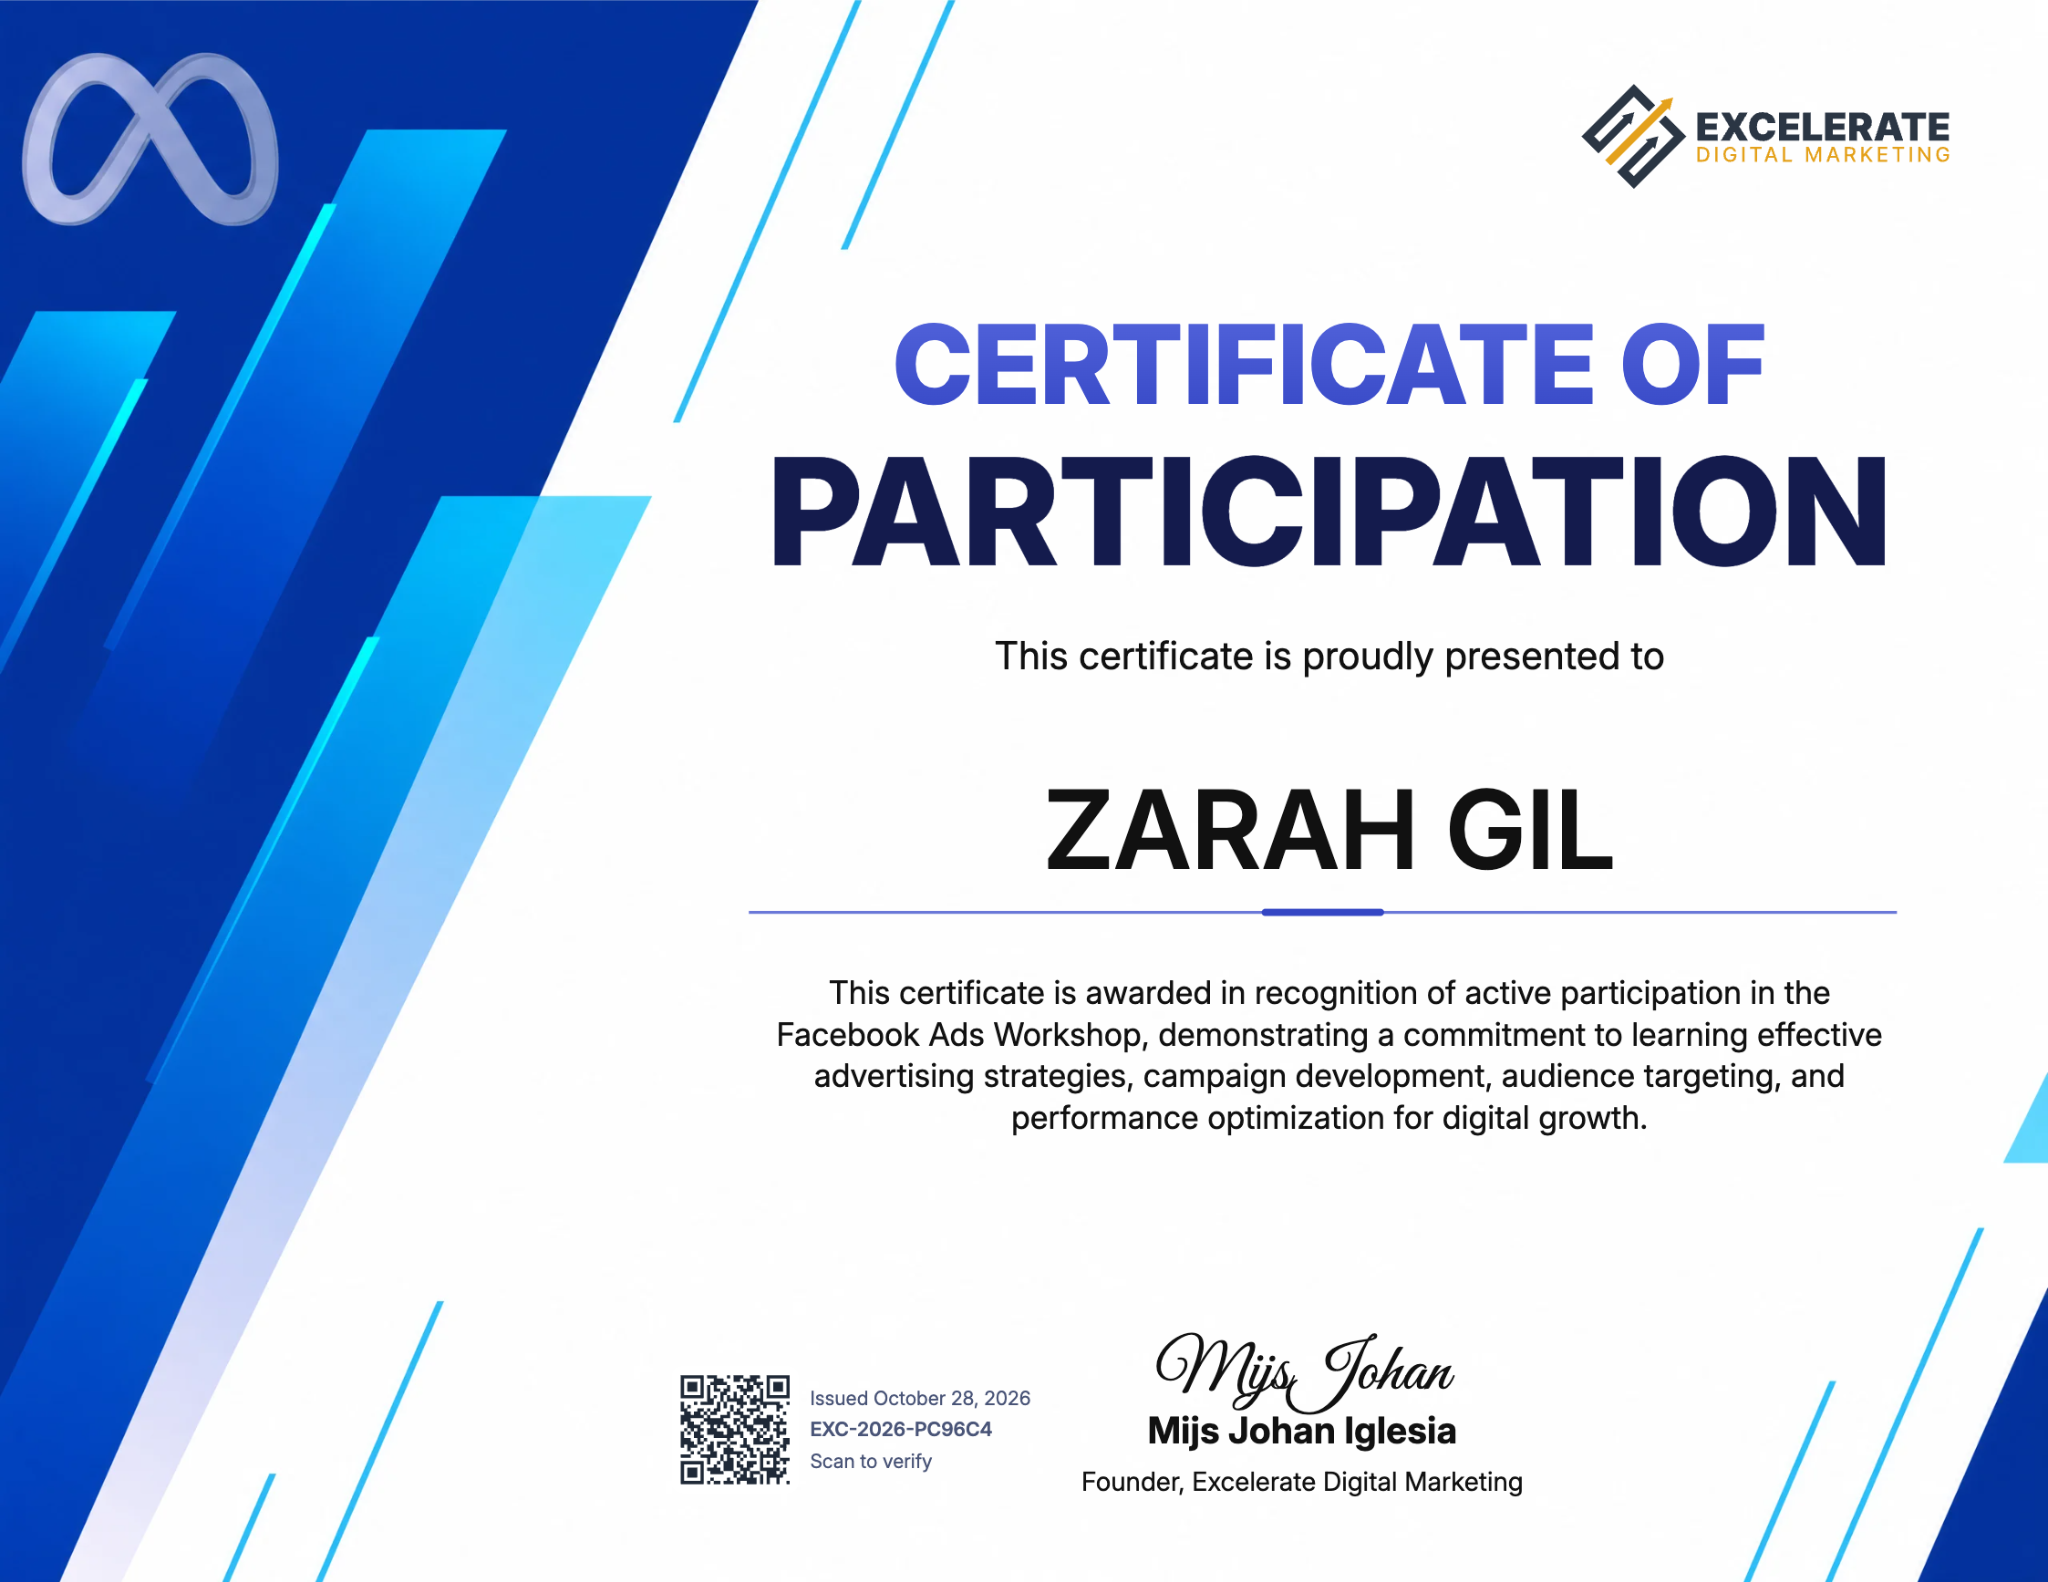 EXCELERATE
DIGITAL MARKETING
CERTIFICATE OF
PARTICIPATION
This certificate is proudly presented to
ZARAH GIL
This certificate is awarded in recognition of active participation in the
Facebook Ads Workshop, demonstrating a commitment to learning effective
advertising strategies, campaign development, audience targeting, and
performance optimization for digital growth.
Issued October 28, 2026
EXC-2026-PC96C4
Scan to verify
Mijs Johan
Mijs Johan Iglesia
Founder, Excelerate Digital Marketing